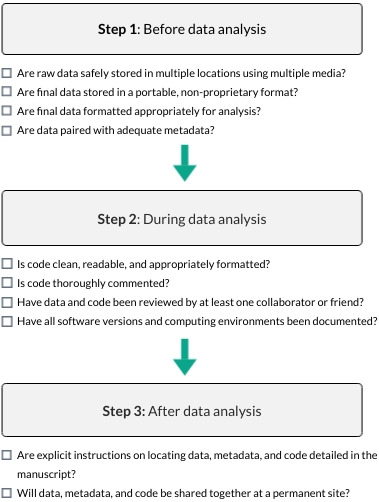 Step 1: Before data analysis
Are raw data safely stored in multiple locations using multiple media?
Are final data stored in a portable, non-proprietary format?
Are final data formatted appropriately for analysis?
Are data paired with adequate metadata?
Step 2: During data analysis
Is code clean, readable, and appropriately formatted?
Is code thoroughly commented?
Have data and code been reviewed by at least one collaborator or friend?
Have all software versions and computing environments been documented?
Step 3: After data analysis
Are explicit instructions on locating data, metadata, and code detailed in the
manuscript?
Will data, metadata, and code be shared together at a permanent site?